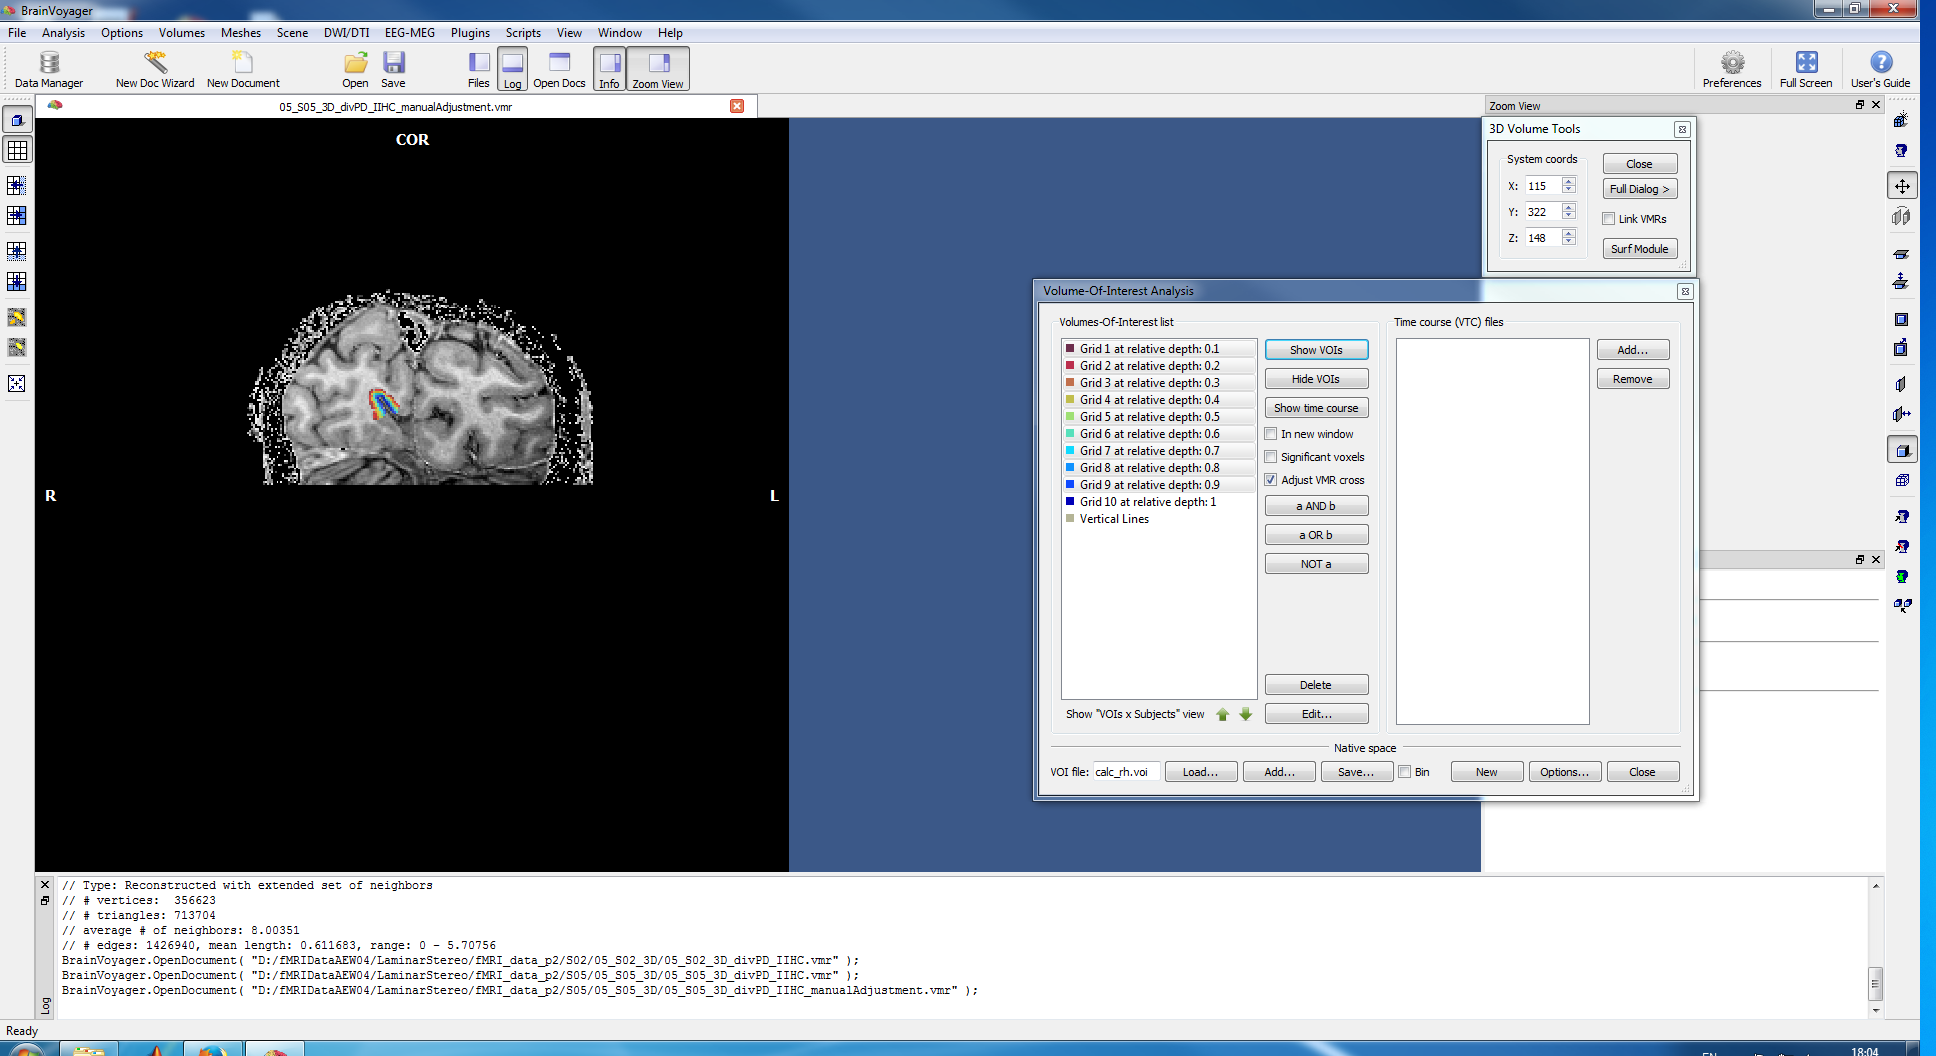 BrainVoyager
File Analysis Options Volumes Meshes Scene DWI/DTI EEG-MEG Plugins Scripts View Window Help
Data Manager New Doc Wizard New Document Open Save Files Log Open Docs Info Zoom View Preferences Full Screen User's Guide
05_S05_3D_divPD_IIHC_manualAdjustment.vmr
Zoom View
COR
R
L
3D Volume Tools
System coords
X: 115
Y: 322
Z: 148
Close
Full Dialog >
Link VMRs
Surf Module
Volume-Of-Interest Analysis
Volumes-Of-Interest list
Grid 1 at relative depth: 0.1
Grid 2 at relative depth: 0.2
Grid 3 at relative depth: 0.3
Grid 4 at relative depth: 0.4
Grid 5 at relative depth: 0.5
Grid 6 at relative depth: 0.6
Grid 7 at relative depth: 0.7
Grid 8 at relative depth: 0.8
Grid 9 at relative depth: 0.9
Grid 10 at relative depth: 1
Vertical Lines
Show VOIs
Hide VOIs
Show time course
In new window
Significant voxels
Adjust VMR cross
a AND b
a OR b
NOT a
Delete
Show "VOIs x Subjects" view
Edit...
Time course (VTC) files
Add...
Remove
Native space
VOI file: calc_rh.voi Load... Add... Save... Bin New Options... Close
// Type: Reconstructed with extended set of neighbors
// # vertices: 356623
// # triangles: 713704
// average # of neighbors: 8.00351
// # edges: 1426940, mean length: 0.611683, range: 0 - 5.70756
BrainVoyager.OpenDocument( "D:/fMRIDataAEW04/LaminarStereo/fMRI_data_p2/S02/05_S02_3D/05_S02_3D_divPD_IIHC.vmr" );
BrainVoyager.OpenDocument( "D:/fMRIDataAEW04/LaminarStereo/fMRI_data_p2/S05/05_S05_3D/05_S05_3D_divPD_IIHC.vmr" );
BrainVoyager.OpenDocument( "D:/fMRIDataAEW04/LaminarStereo/fMRI_data_p2/S05/05_S05_3D/05_S05_3D_divPD_IIHC_manualAdjustment.vmr" );
Log
Ready
18:04